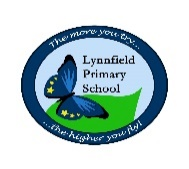 The more you try...
Lynnfield
Primary
School
...the higher you fly!